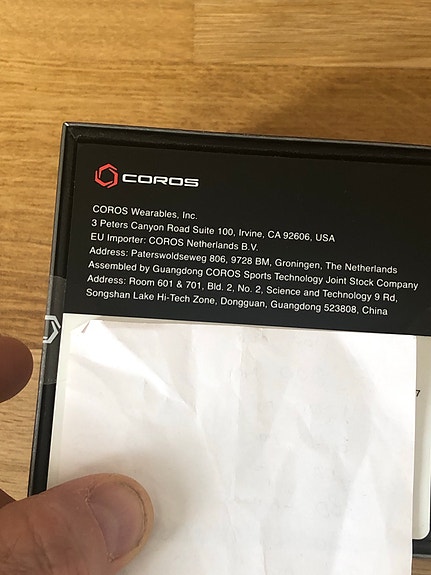 COROS
COROS Wearables, Inc.
3 Peters Canyon Road Suite 100, Irvine, CA 92606, USA
EU Importer: COROS Netherlands B.V.
Address: Paterswoldseweg 806, 9728 BM, Groningen, The Netherlands
Assembled by Guangdong COROS Sports Technology Joint Stock Company
Address: Room 601 & 701, Bld. 2, No. 2, Science and Technology 9 Rd,
Songshan Lake Hi-Tech Zone, Dongguan, Guangdong 523808, China
7